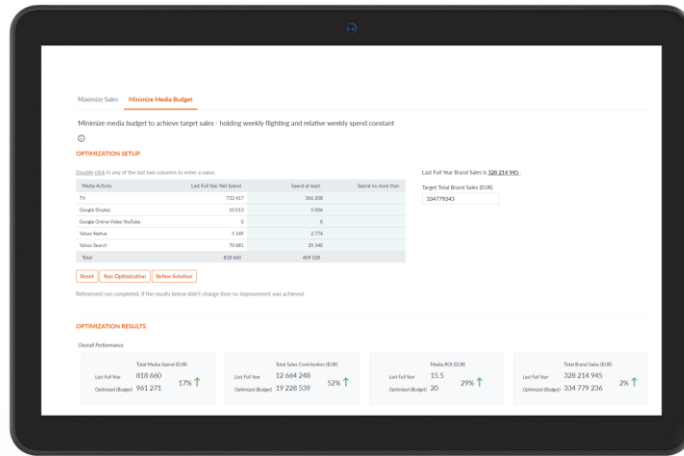 Maximize Sales Minimize Media Budget
Minimize media budget to achieve target sales - holding weekly flighting and relative weekly spend constant
OPTIMIZATION SETUP
Double click in any of the last two columns to enter a value.
Media Activity Last Full Year Net Spend Spend at least Spend no more than
TV 732 417 366 208
Google Display 10 013 5 006
Google Online Video YouTube 0 0
Yahoo Native 5 549 2 774
Yahoo Search 70 681 35 340
Total 818 660 409 328
Last Full Year Brand Sales is 328 214 945 .
Target Total Brand Sales (EUR)
334779243
Reset Run Optimization Refine Solution
Refinement run completed. If the results below didn't change then no improvement was achieved.
OPTIMIZATION RESULTS
Overall Performance
Total Media Spend (EUR)
Last Full Year 818 660
Optimized (Budget) 961 271
17%
Total Sales Contribution (EUR)
Last Full Year 12 664 248
Optimized (Budget) 19 228 539
52%
Media ROI (EUR)
Last Full Year 15.5
Optimized (Budget) 20
29%
Total Brand Sales (EUR)
Last Full Year 328 214 945
Optimized (Budget) 334 779 236
2%